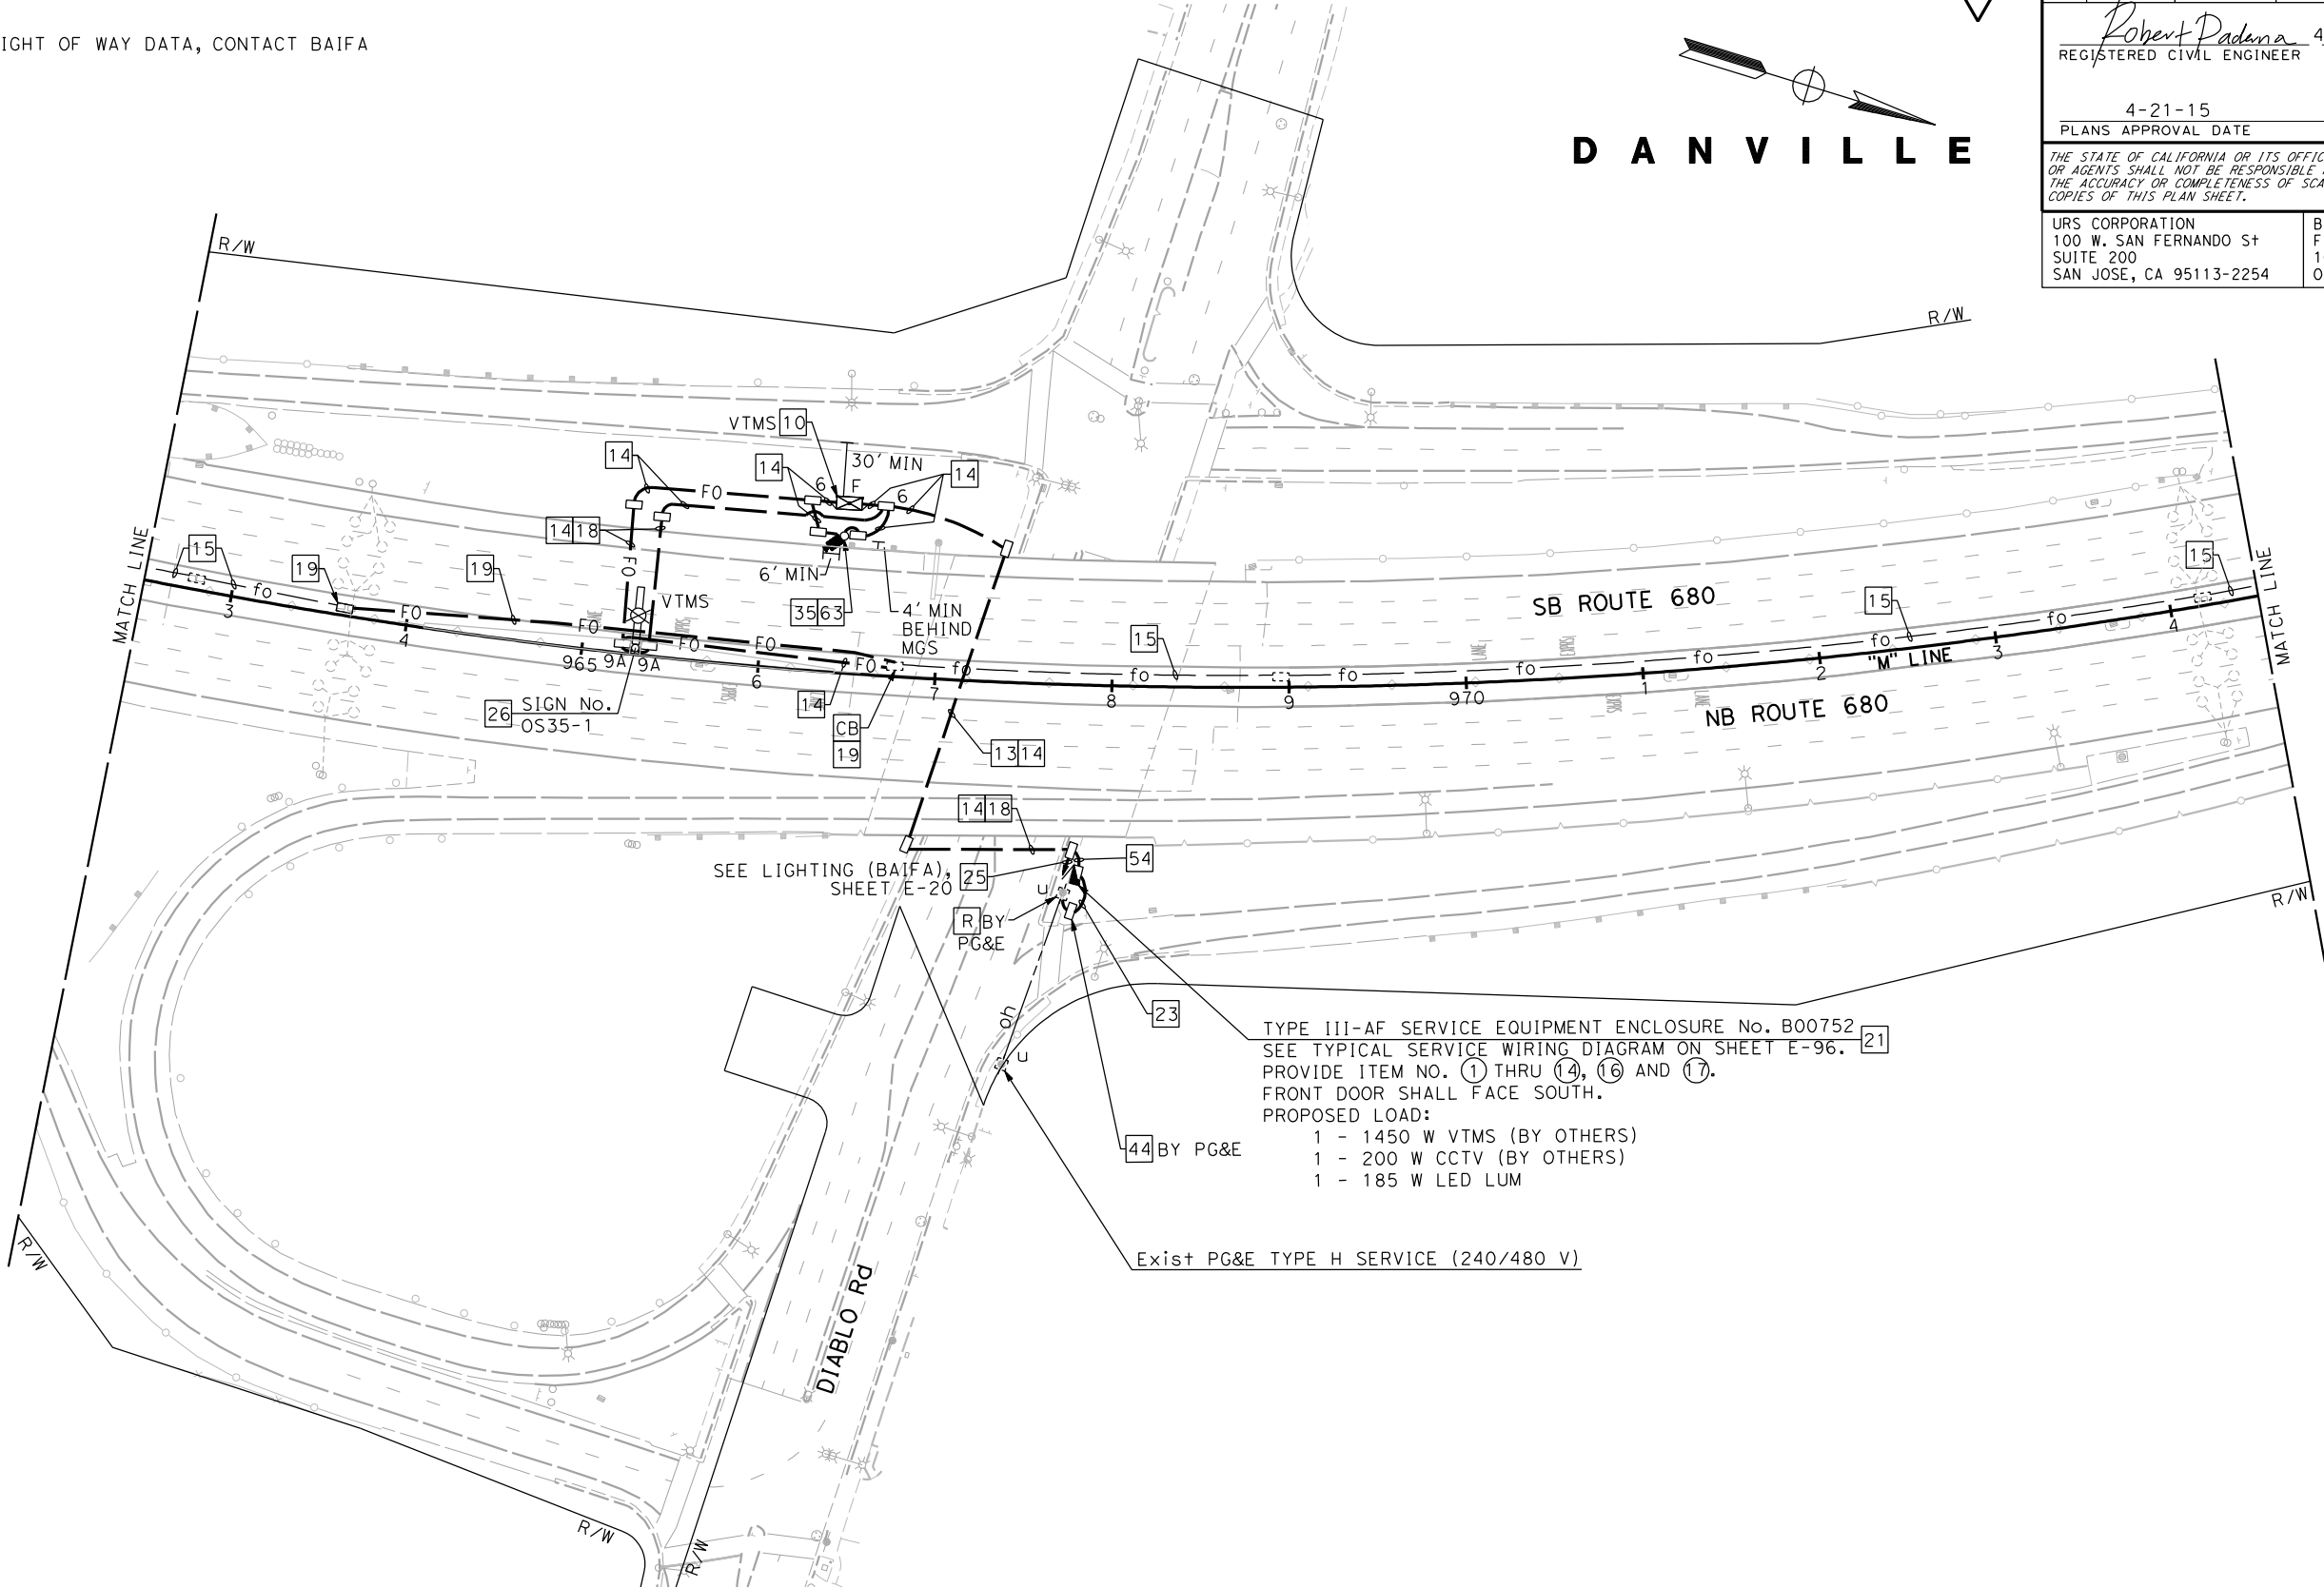 IGHT OF WAY DATA, CONTACT BAIFA
Robert Paderna 4
REGISTERED CIVIL ENGINEER
4-21-15
PLANS APPROVAL DATE
THE STATE OF CALIFORNIA OR ITS OFFIC
OR AGENTS SHALL NOT BE RESPONSIBLE
THE ACCURACY OR COMPLETENESS OF SCA
COPIES OF THIS PLAN SHEET.
URS CORPORATION
100 W. SAN FERNANDO St
SUITE 200
SAN JOSE, CA 95113-2254
B
F
1
O
DANVILLE
R/W
R/W
VTMS 10
14
14
30' MIN
14
6
F
6
FO
14 18
FO
6' MIN
35 63
4' MIN
BEHIND
MGS
MATCH LINE
15
fo
19
19
3
FO
4
FO
VTMS
FO
FO
FO
965
9A
9A
6
7
fo
15
fo
8
fo
9
fo
970
fo
1
15
fo
2
"M" LINE
3
fo
4
15
MATCH LINE
SB ROUTE 680
NB ROUTE 680
LANE
CARPS
CARPS
LANE
26
SIGN No.
OS35-1
14
CB
19
13 14
14 18
54
SEE LIGHTING (BAIFA),
SHEET E-20
25
u
R BY
PG&E
23
oh
u
TYPE III-AF SERVICE EQUIPMENT ENCLOSURE No. B00752
21
SEE TYPICAL SERVICE WIRING DIAGRAM ON SHEET E-96.
PROVIDE ITEM NO. 1 THRU 14, 16 AND 17.
FRONT DOOR SHALL FACE SOUTH.
PROPOSED LOAD:
1 - 1450 W VTMS (BY OTHERS)
1 - 200 W CCTV (BY OTHERS)
1 - 185 W LED LUM
44 BY PG&E
Exist PG&E TYPE H SERVICE (240/480 V)
DIABLO Rd
R/W
R/W
R/W
R/W